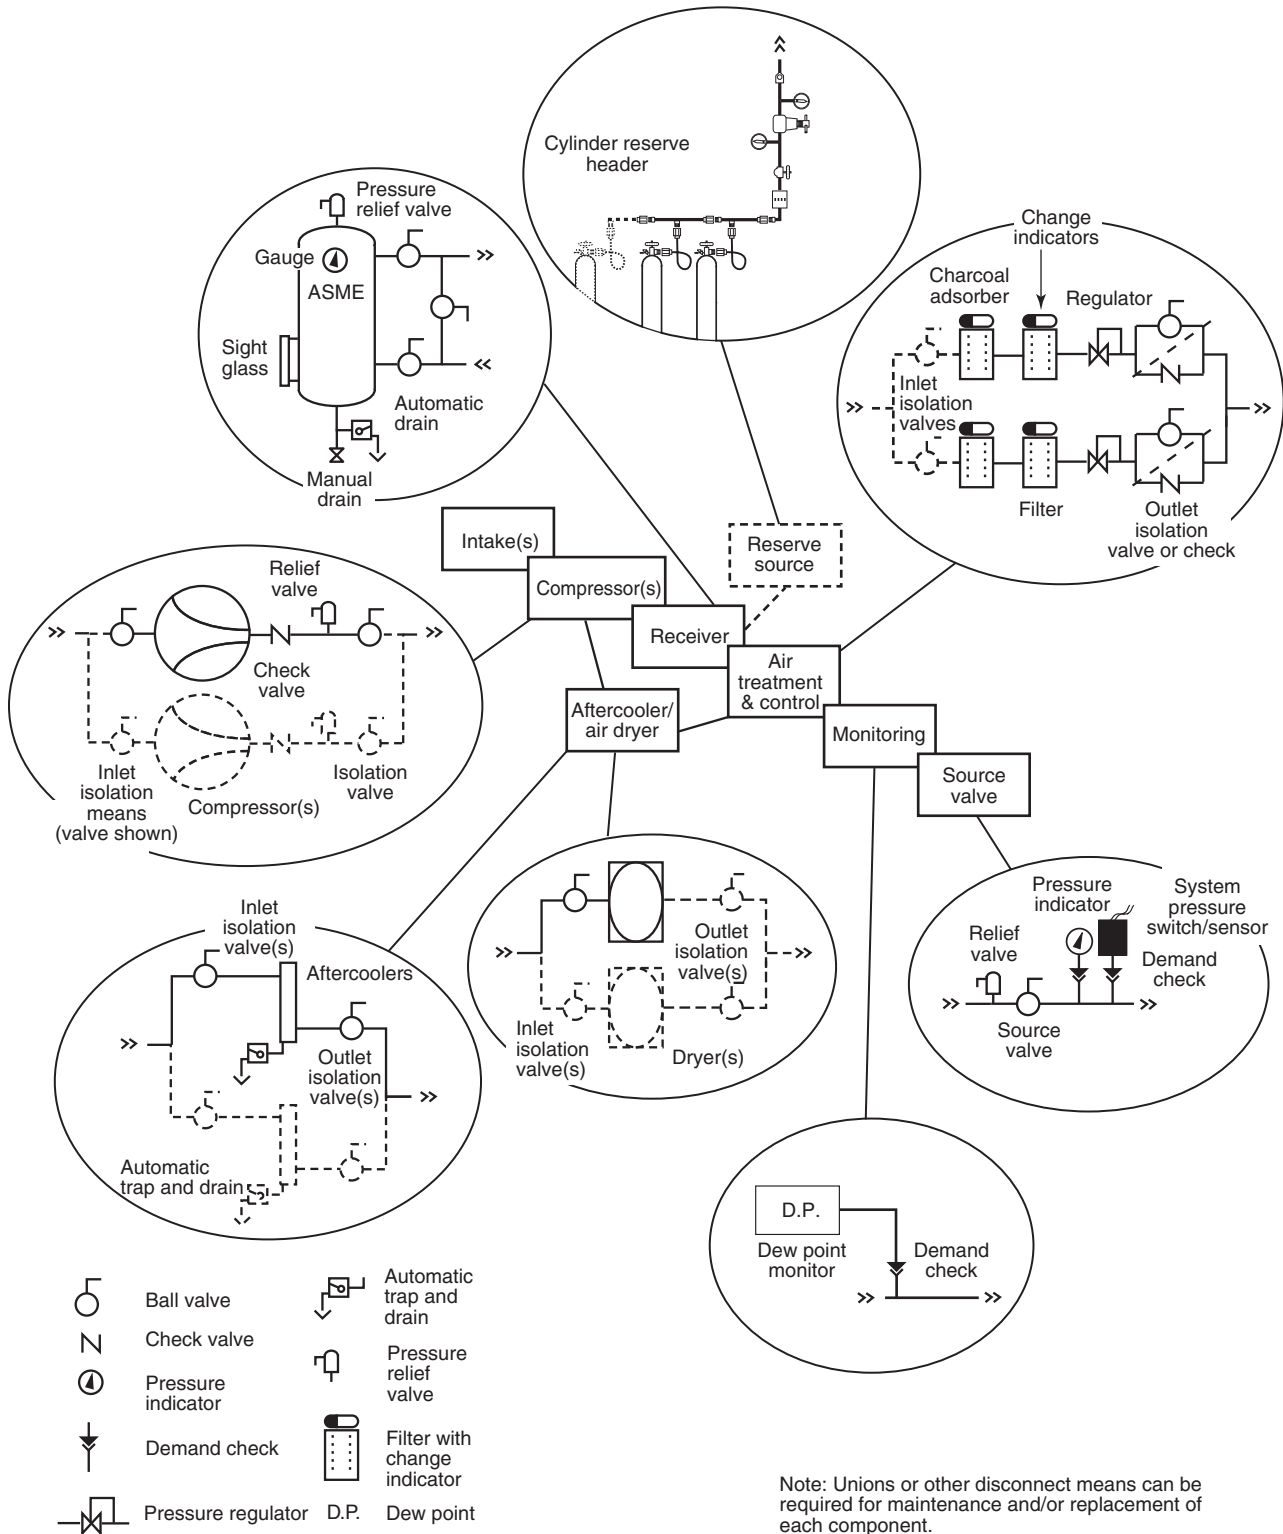 Cylinder reserve
header
Pressure
relief valve
Gauge
ASME
Sight
glass
Automatic
drain
Manual
drain
Change
indicators
Charcoal
adsorber
Regulator
Inlet
isolation
valves
Filter
Outlet
isolation
valve or check
Intake(s)
Compressor(s)
Receiver
Reserve
source
Air
treatment
& control
Aftercooler/
air dryer
Monitoring
Source
valve
Relief
valve
Check
valve
Inlet
isolation
means
(valve shown)
Compressor(s)
Isolation
valve
Inlet
isolation
valve(s)
Aftercoolers
Outlet
isolation
valve(s)
Automatic
trap and drain
Outlet
isolation
valve(s)
Inlet
isolation
valve(s)
Dryer(s)
Pressure
indicator
System
pressure
switch/sensor
Relief
valve
Demand
check
Source
valve
D.P.
Dew point
monitor
Demand
check
Ball valve
Check valve
Pressure
indicator
Demand check
Pressure regulator
Automatic
trap and
drain
Pressure
relief
valve
Filter with
change
indicator
D.P. Dew point
Note: Unions or other disconnect means can be
required for maintenance and/or replacement of
each component.